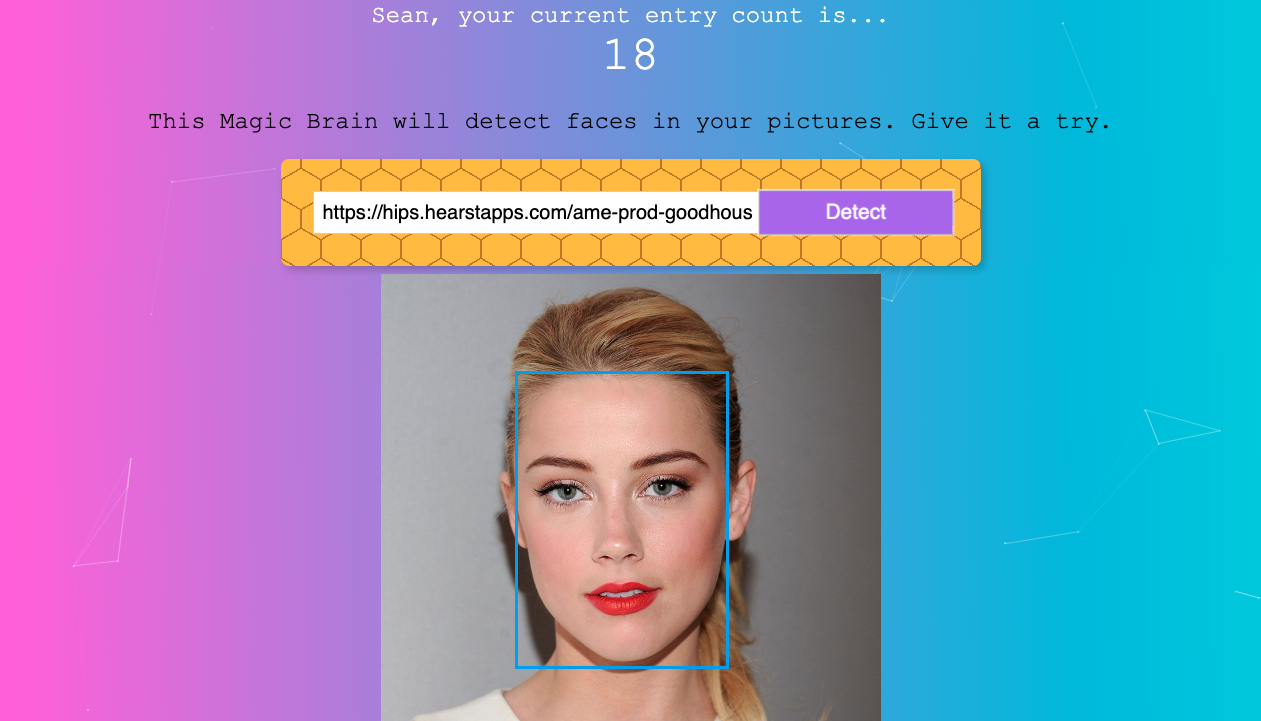 Sean, your current entry count is...
18
This Magic Brain will detect faces in your pictures. Give it a try.
https://hips.hearstapps.com/ame-prod-goodhous Detect